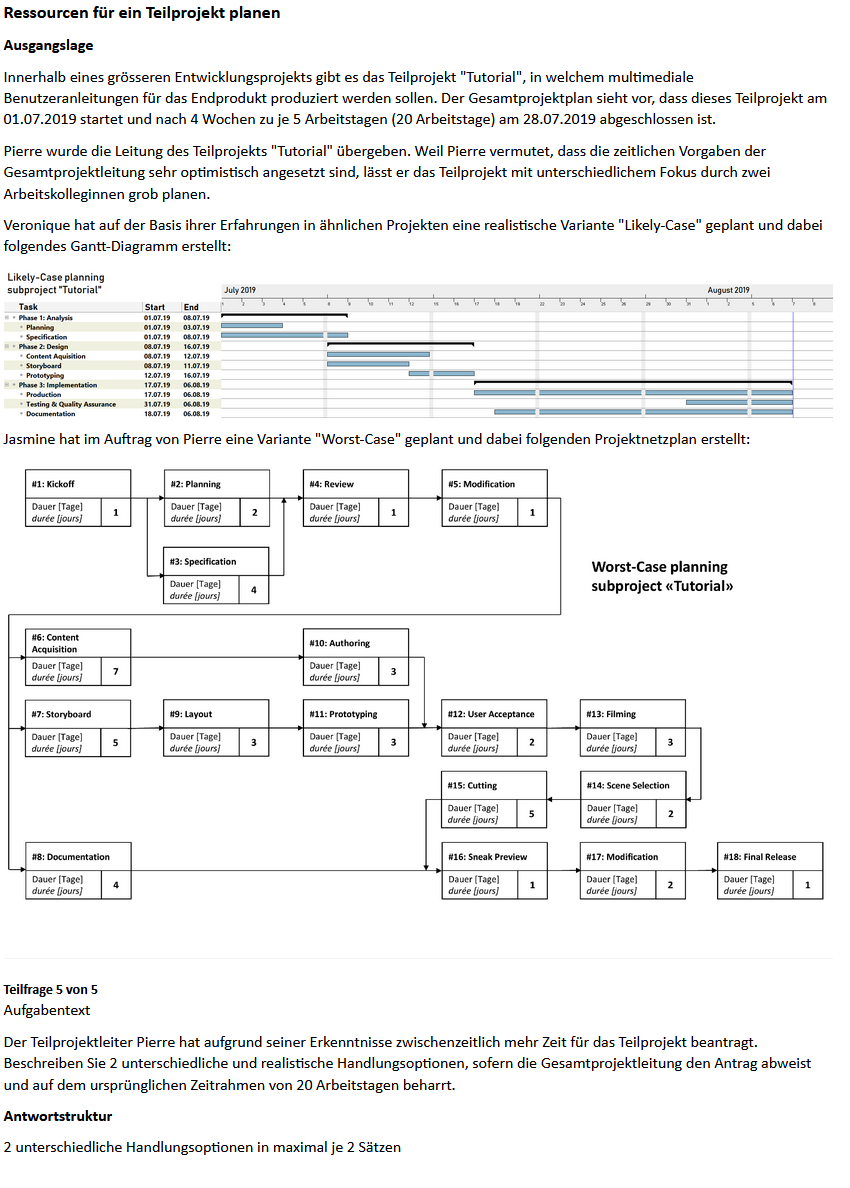 Ressourcen für ein Teilprojekt planen
Ausgangslage
Innerhalb eines grösseren Entwicklungsprojekts gibt es das Teilprojekt "Tutorial", in welchem multimediale
Benutzeranleitungen für das Endprodukt produziert werden sollen. Der Gesamtprojektplan sieht vor, dass dieses Teilprojekt am
01.07.2019 startet und nach 4 Wochen zu je 5 Arbeitstagen (20 Arbeitstage) am 28.07.2019 abgeschlossen ist.
Pierre wurde die Leitung des Teilprojekts "Tutorial" übergeben. Weil Pierre vermutet, dass die zeitlichen Vorgaben der
Gesamtprojektleitung sehr optimistisch angesetzt sind, lässt er das Teilprojekt mit unterschiedlichem Fokus durch zwei
Arbeitskolleginnen grob planen.
Veronique hat auf der Basis ihrer Erfahrungen in ähnlichen Projekten eine realistische Variante "Likely-Case" geplant und dabei
folgendes Gantt-Diagramm erstellt:
Likely-Case planning
subproject "Tutorial"
July 2019 August 2019
Task Start End
Phase 1: Analysis 01.07.19 08.07.19
Planning 01.07.19 03.07.19
Specification 01.07.19 08.07.19
Phase 2: Design 08.07.19 16.07.19
Content Aquisition 08.07.19 12.07.19
Storyboard 08.07.19 11.07.19
Prototyping 12.07.19 16.07.19
Phase 3: Implementation 17.07.19 06.08.19
Production 17.07.19 06.08.19
Testing & Quality Assurance 31.07.19 06.08.19
Documentation 18.07.19 06.08.19
Jasmine hat im Auftrag von Pierre eine Variante "Worst-Case" geplant und dabei folgenden Projektnetzplan erstellt:
#1: Kickoff
Dauer [Tage]
durée [jours]
1
#2: Planning
Dauer [Tage]
durée [jours]
2
#4: Review
Dauer [Tage]
durée [jours]
1
#5: Modification
Dauer [Tage]
durée [jours]
1
#3: Specification
Dauer [Tage]
durée [jours]
4
Worst-Case planning
subproject «Tutorial»
#6: Content
Acquisition
Dauer [Tage]
durée [jours]
7
#10: Authoring
Dauer [Tage]
durée [jours]
3
#7: Storyboard
Dauer [Tage]
durée [jours]
5
#9: Layout
Dauer [Tage]
durée [jours]
3
#11: Prototyping
Dauer [Tage]
durée [jours]
3
#12: User Acceptance
Dauer [Tage]
durée [jours]
2
#13: Filming
Dauer [Tage]
durée [jours]
3
#15: Cutting
Dauer [Tage]
durée [jours]
5
#14: Scene Selection
Dauer [Tage]
durée [jours]
2
#8: Documentation
Dauer [Tage]
durée [jours]
4
#16: Sneak Preview
Dauer [Tage]
durée [jours]
1
#17: Modification
Dauer [Tage]
durée [jours]
2
#18: Final Release
Dauer [Tage]
durée [jours]
1
Teilfrage 5 von 5
Aufgabentext
Der Teilprojektleiter Pierre hat aufgrund seiner Erkenntnisse zwischenzeitlich mehr Zeit für das Teilprojekt beantragt.
Beschreiben Sie 2 unterschiedliche und realistische Handlungsoptionen, sofern die Gesamtprojektleitung den Antrag abweist
und auf dem ursprünglichen Zeitrahmen von 20 Arbeitstagen beharrt.
Antwortstruktur
2 unterschiedliche Handlungsoptionen in maximal je 2 Sätzen